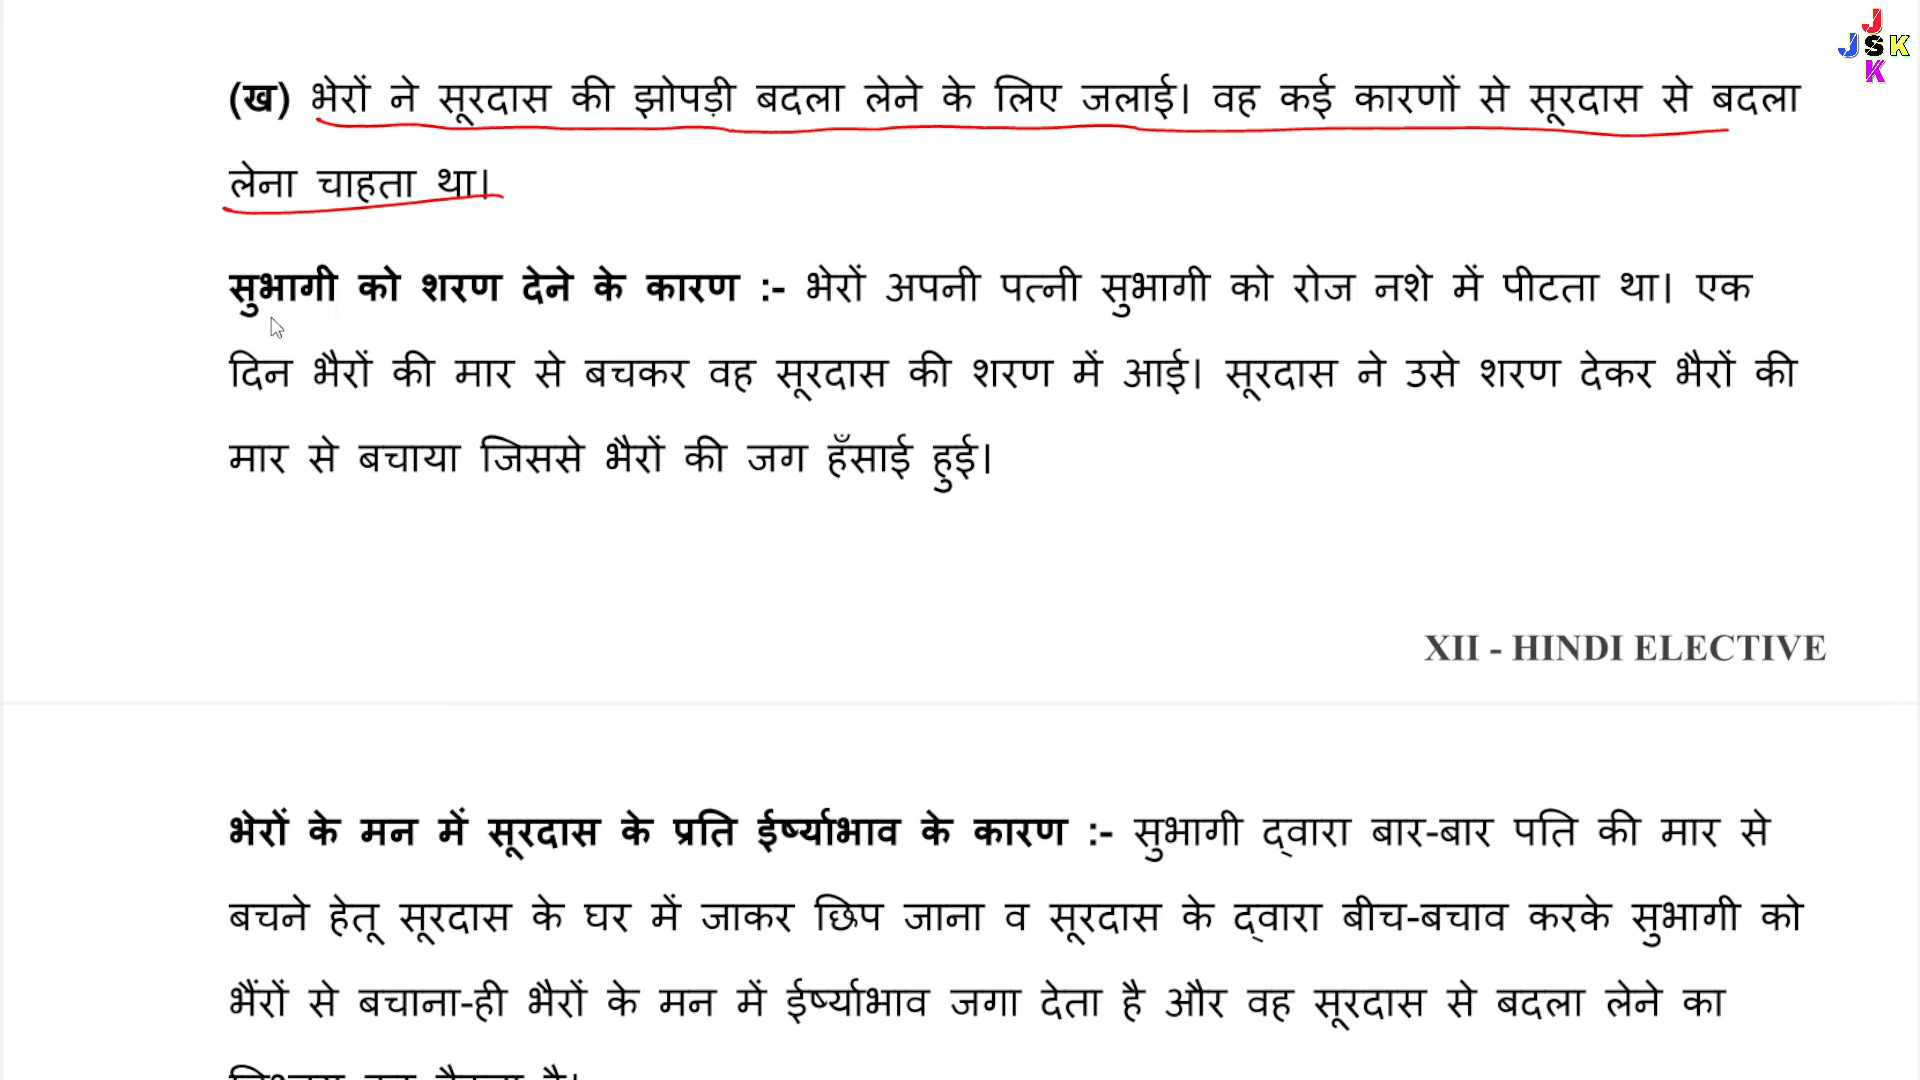 J
JSK
K
(ख) भेरों ने सूरदास की झोपड़ी बदला लेने के लिए जलाई। वह कई कारणों से सूरदास से बदला
लेना चाहता था।
सुभागी को शरण देने के कारण :- भेरों अपनी पत्नी सुभागी को रोज नशे में पीटता था। एक
दिन भैरों की मार से बचकर वह सूरदास की शरण में आई। सूरदास ने उसे शरण देकर भैरों की
मार से बचाया जिससे भैरों की जग हँसाई हुई।
XII - HINDI ELECTIVE
भेरों के मन में सूरदास के प्रति ईर्ष्याभाव के कारण :- सुभागी द्वारा बार-बार पति की मार से
बचने हेतू सूरदास के घर में जाकर छिप जाना व सूरदास के द्वारा बीच-बचाव करके सुभागी को
भैंरों से बचाना-ही भैरों के मन में ईर्ष्याभाव जगा देता है और वह सूरदास से बदला लेने का